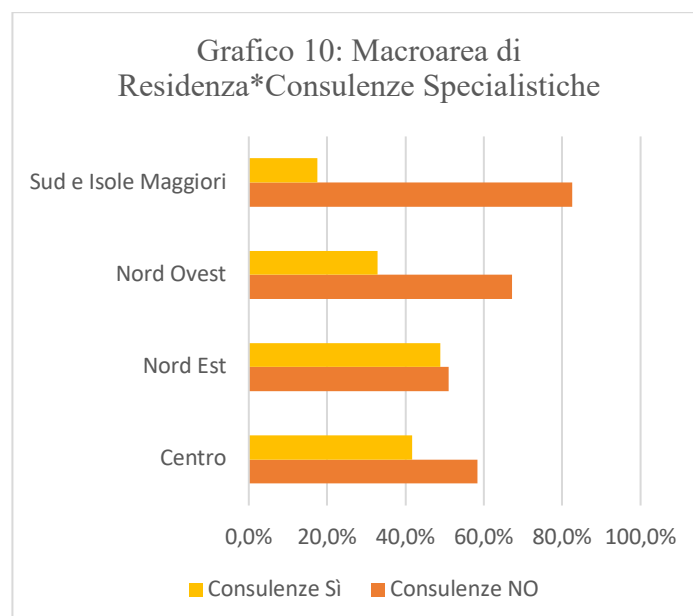 Grafico 10: Macroarea di
Residenza*Consulenze Specialistiche
Sud e Isole Maggiori
Nord Ovest
Nord Est
Centro
0,0% 20,0% 40,0% 60,0% 80,0% 100,0%
Consulenze Sì Consulenze NO